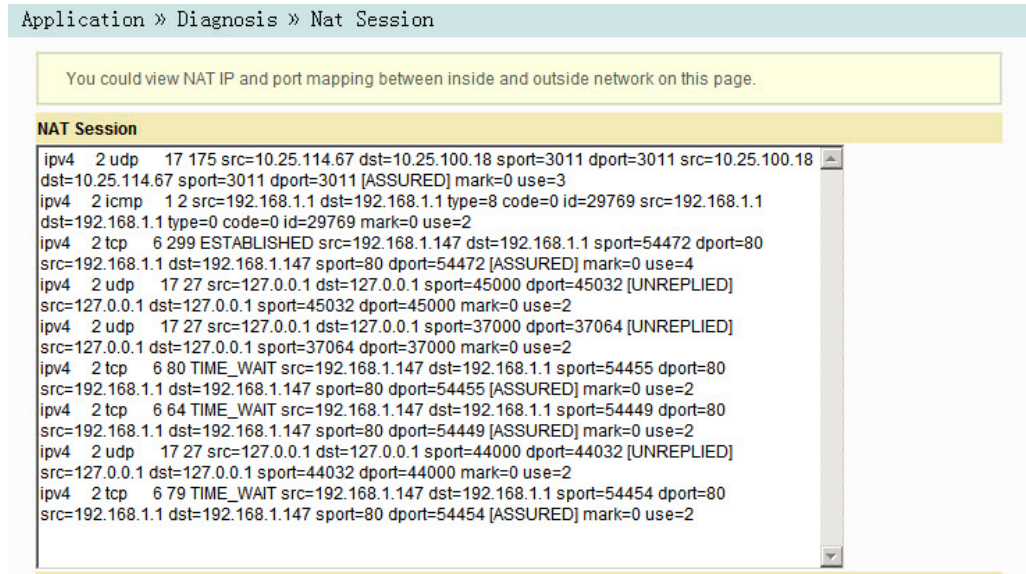 Application » Diagnosis » Nat Session
You could view NAT IP and port mapping between inside and outside network on this page.
NAT Session
ipv4 2 udp 17 175 src=10.25.114.67 dst=10.25.100.18 sport=3011 dport=3011 src=10.25.100.18
dst=10.25.114.67 sport=3011 dport=3011 [ASSURED] mark=0 use=3
ipv4 2 icmp 1 2 src=192.168.1.1 dst=192.168.1.1 type=8 code=0 id=29769 src=192.168.1.1
dst=192.168.1.1 type=0 code=0 id=29769 mark=0 use=2
ipv4 2 tcp 6 299 ESTABLISHED src=192.168.1.147 dst=192.168.1.1 sport=54472 dport=80
src=192.168.1.1 dst=192.168.1.147 sport=80 dport=54472 [ASSURED] mark=0 use=4
ipv4 2 udp 17 27 src=127.0.0.1 dst=127.0.0.1 sport=45000 dport=45032 [UNREPLIED]
src=127.0.0.1 dst=127.0.0.1 sport=45032 dport=45000 mark=0 use=2
ipv4 2 udp 17 27 src=127.0.0.1 dst=127.0.0.1 sport=37000 dport=37064 [UNREPLIED]
src=127.0.0.1 dst=127.0.0.1 sport=37064 dport=37000 mark=0 use=2
ipv4 2 tcp 6 80 TIME_WAIT src=192.168.1.147 dst=192.168.1.1 sport=54455 dport=80
src=192.168.1.1 dst=192.168.1.147 sport=80 dport=54455 [ASSURED] mark=0 use=2
ipv4 2 tcp 6 64 TIME_WAIT src=192.168.1.147 dst=192.168.1.1 sport=54449 dport=80
src=192.168.1.1 dst=192.168.1.147 sport=80 dport=54449 [ASSURED] mark=0 use=2
ipv4 2 udp 17 27 src=127.0.0.1 dst=127.0.0.1 sport=44000 dport=44032 [UNREPLIED]
src=127.0.0.1 dst=127.0.0.1 sport=44032 dport=44000 mark=0 use=2
ipv4 2 tcp 6 79 TIME_WAIT src=192.168.1.147 dst=192.168.1.1 sport=54454 dport=80
src=192.168.1.1 dst=192.168.1.147 sport=80 dport=54454 [ASSURED] mark=0 use=2